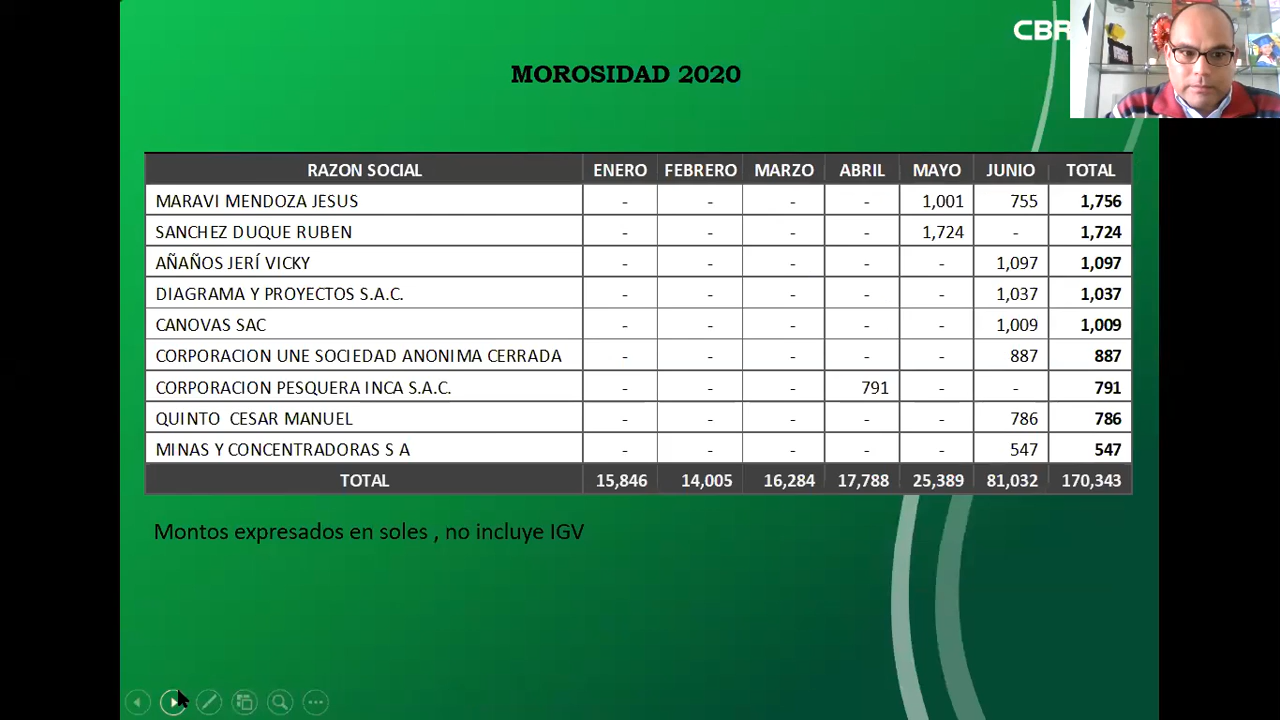 CBR
MOROSIDAD 2020
RAZON SOCIAL ENERO FEBRERO MARZO ABRIL MAYO JUNIO TOTAL
MARAVI MENDOZA JESUS - - - - 1,001 755 1,756
SANCHEZ DUQUE RUBEN - - - - 1,724 - 1,724
AÑAÑOS JERÍ VICKY - - - - - 1,097 1,097
DIAGRAMA Y PROYECTOS S.A.C. - - - - - 1,037 1,037
CANOVAS SAC - - - - - 1,009 1,009
CORPORACION UNE SOCIEDAD ANONIMA CERRADA - - - - - 887 887
CORPORACION PESQUERA INCA S.A.C. - - - 791 - - 791
QUINTO  CESAR MANUEL - - - - - 786 786
MINAS Y CONCENTRADORAS S A - - - - - 547 547
TOTAL 15,846 14,005 16,284 17,788 25,389 81,032 170,343
Montos expresados en soles , no incluye IGV